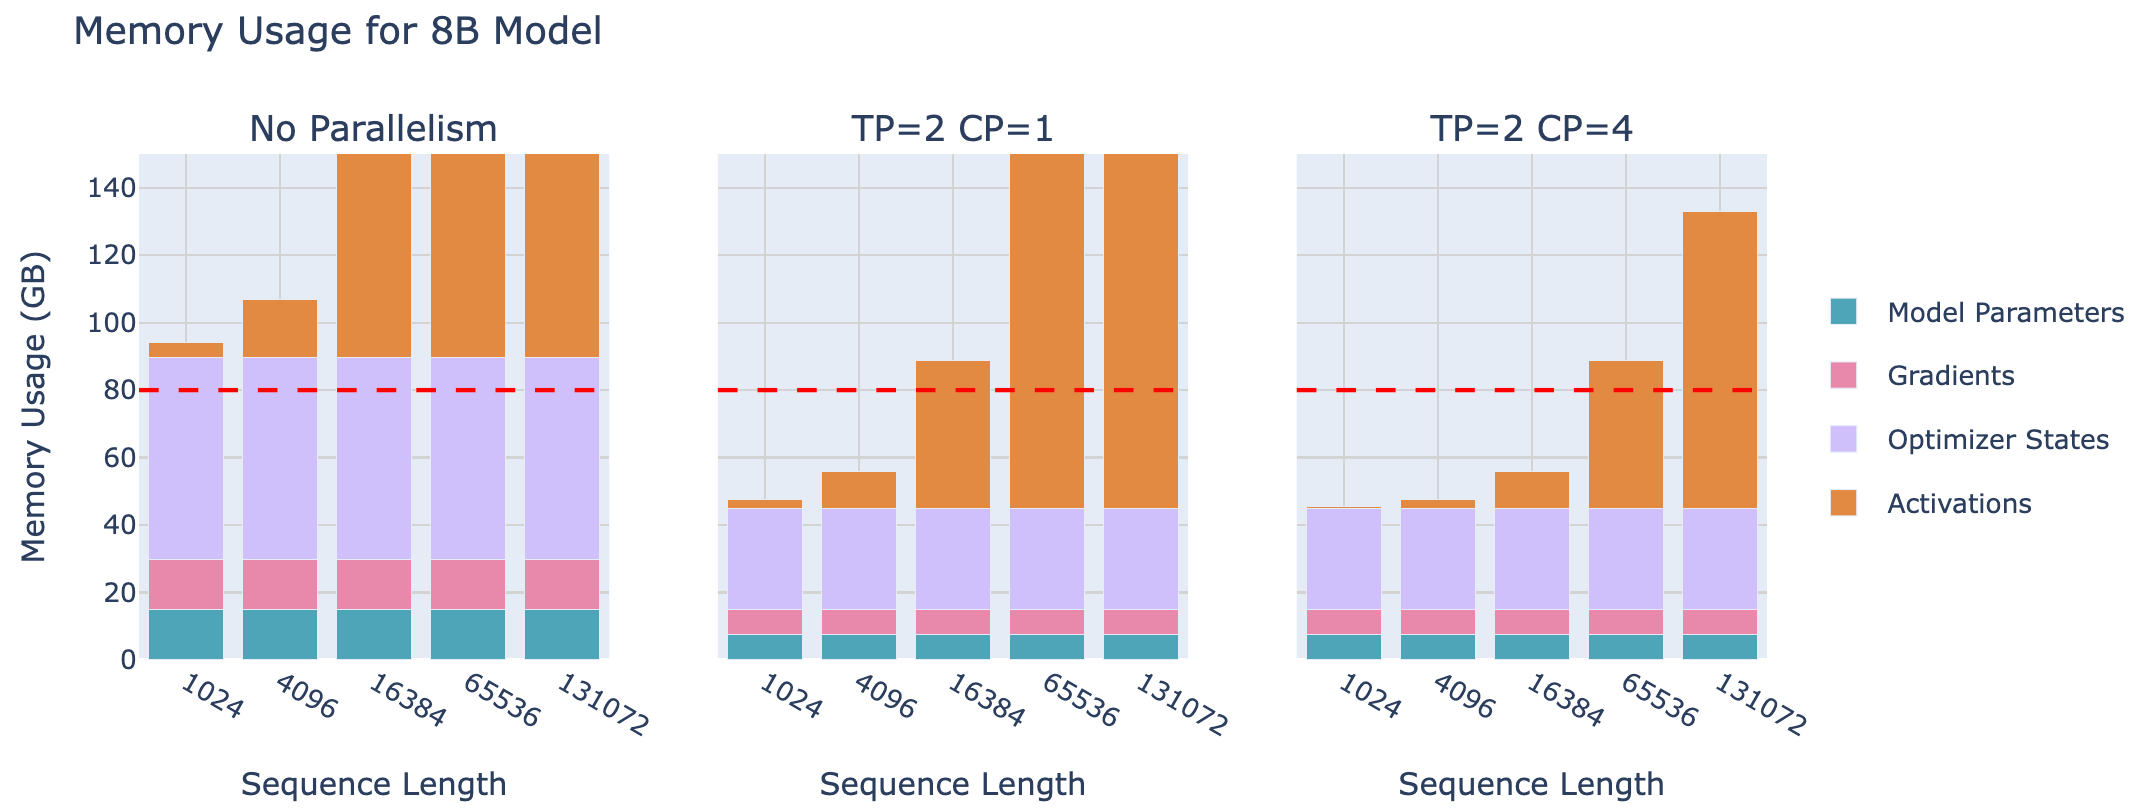 Memory Usage for 8B Model
No Parallelism
TP=2 CP=1
TP=2 CP=4
Memory Usage (GB)
140
120
100
80
60
40
20
0
1024
4096
16384
65536
131072
1024
4096
16384
65536
131072
1024
4096
16384
65536
131072
Sequence Length
Sequence Length
Sequence Length
Model Parameters
Gradients
Optimizer States
Activations